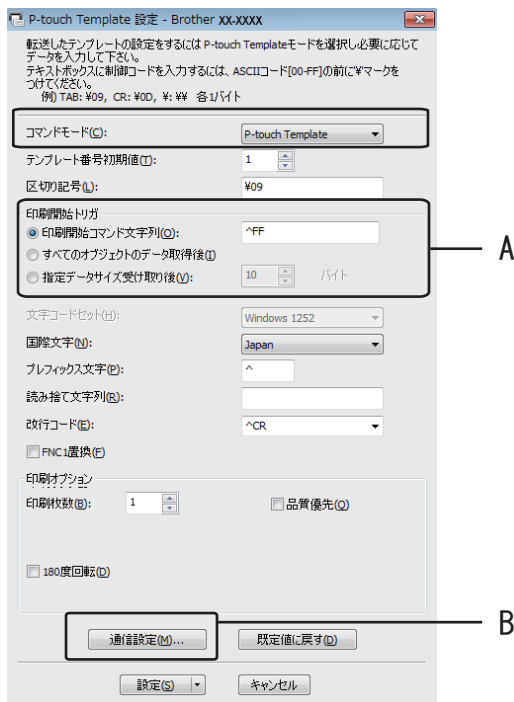 P-touch Template 設定 - Brother XX-XXXX
転送したテンプレートの設定をするには P-touch Templateモードを選択し必要に応じて
データを入力して下さい。
テキストボックスに制御コードを入力するには、ASCIIコード[00-FF]の前に¥マークを
つけてください。
例) TAB: ¥09, CR: ¥0D, ¥: ¥¥ 各1バイト
コマンドモード(C): P-touch Template
テンプレート番号初期値(T): 1
区切り記号(L): ¥09
印刷開始トリガ
印刷開始コマンド文字列(O): ^FF
すべてのオブジェクトのデータ取得後(I)
A
指定データサイズ受け取り後(V): 10 バイト
文字コードセット(H): Windows 1252
国際文字(N): Japan
プレフィックス文字(P): ^
読み捨て文字列(R):
改行コード(E): ^CR
FNC1置換(F)
印刷オプション
印刷枚数(B): 1 品質優先(Q)
180度回転(D)
B
通信設定(M)... 既定値に戻す(D)
設定(S) キャンセル